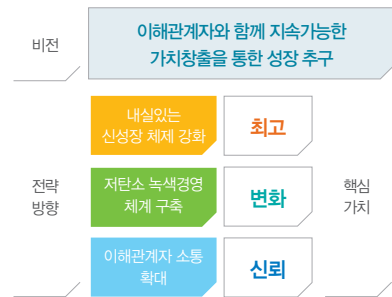 비전
이해관계자와 함께 지속가능한
가치창출을 통한 성장 추구
전략
방향
내실있는
신성장 체제 강화
최고
저탄소 녹색경영
체계 구축
변화
이해관계자 소통
확대
신뢰
핵심
가치